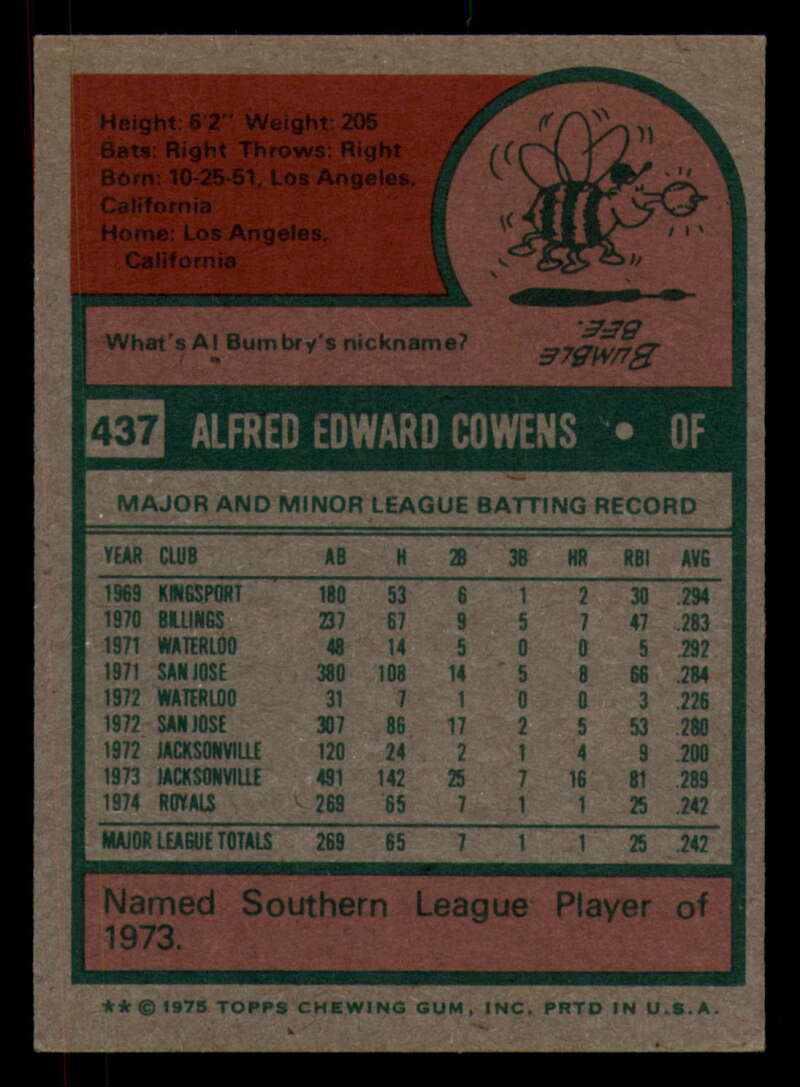 Height: 6'2" Weight: 205
Bats: Right Throws: Right
Born: 10-25-51, Los Angeles,
California
Home: Los Angeles,
California
What's Al Bumbry's nickname?
BUMBLE
BEE.
437 ALFRED EDWARD COWENS • OF
MAJOR AND MINOR LEAGUE BATTING RECORD
YEAR CLUB AB H 2B 3B HR RBI AVG
1969 KINGSPORT 180 53 6 1 2 30 .294
1970 BILLINGS 237 67 9 5 7 47 .283
1971 WATERLOO 48 14 5 0 0 5 .292
1971 SAN JOSE 380 108 14 5 8 66 .284
1972 WATERLOO 31 7 1 0 0 3 .226
1972 SAN JOSE 307 86 17 2 5 53 .280
1972 JACKSONVILLE 120 24 2 1 4 9 .200
1973 JACKSONVILLE 491 142 25 7 16 81 .289
1974 ROYALS 269 65 7 1 1 25 .242
MAJOR LEAGUE TOTALS 269 65 7 1 1 25 .242
Named Southern League Player of
1973.
** © 1975 TOPPS CHEWING GUM, INC. PRTD IN U.S.A.